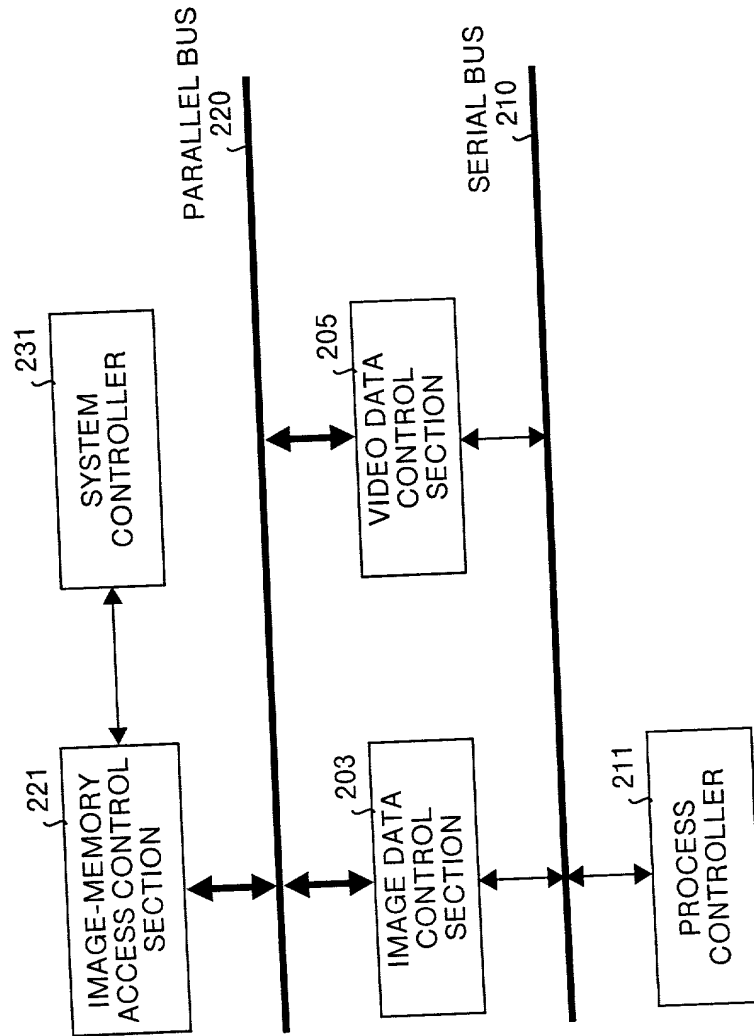 221
IMAGE-MEMORY
ACCESS CONTROL
SECTION
231
SYSTEM
CONTROLLER
PARALLEL BUS
220
203
IMAGE DATA
CONTROL
SECTION
205
VIDEO DATA
CONTROL
SECTION
SERIAL BUS
210
211
PROCESS
CONTROLLER